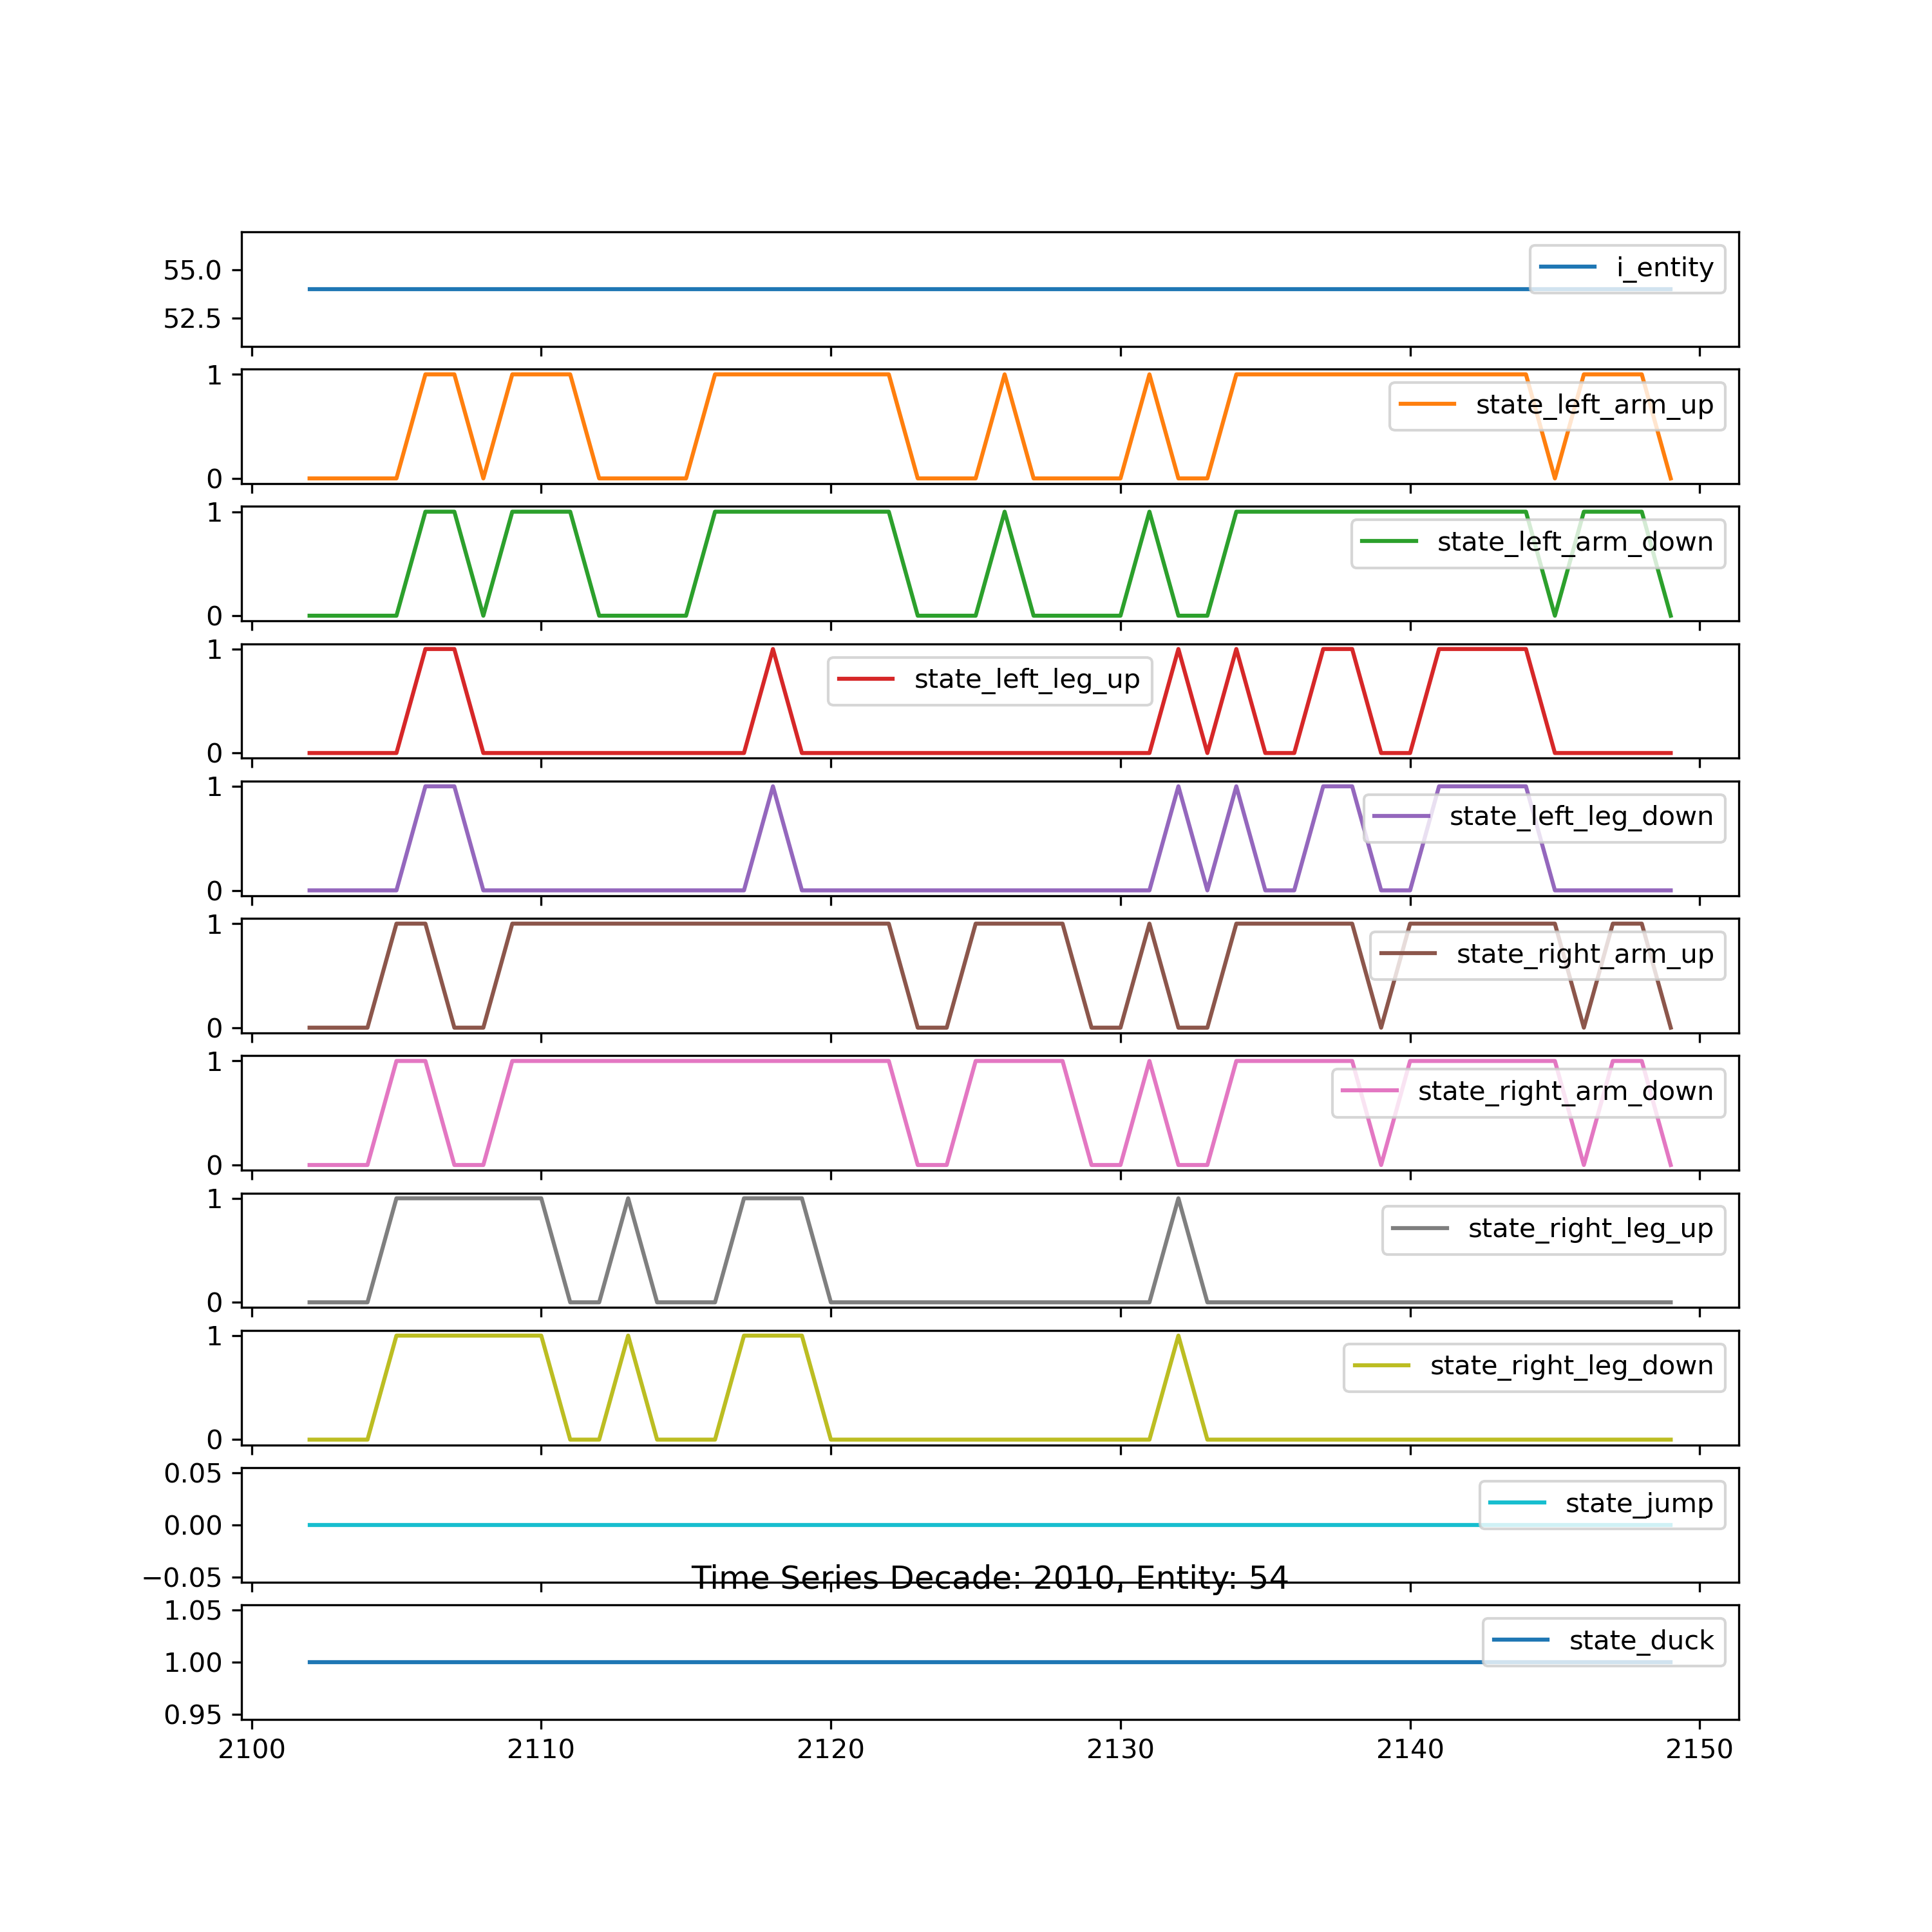 55.0
52.5
i_entity
1
0
state_left_arm_up
1
0
state_left_arm_down
1
0
state_left_leg_up
1
0
state_left_leg_down
1
0
state_right_arm_up
1
0
state_right_arm_down
1
0
state_right_leg_up
1
0
state_right_leg_down
0.05
0.00
−0.05
state_jump
Time Series Decade: 2010, Entity: 54
1.05
1.00
0.95
state_duck
2100 2110 2120 2130 2140 2150